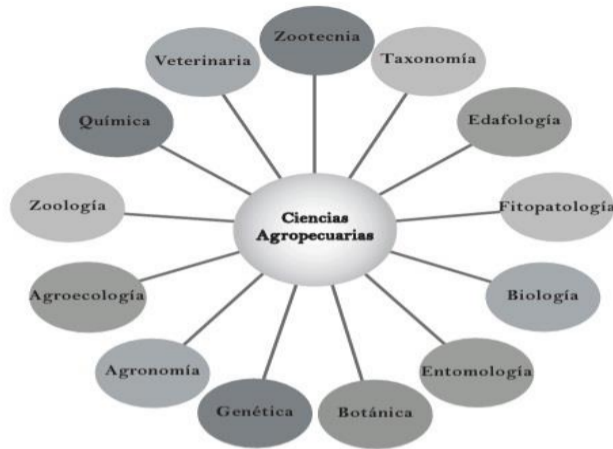 Zootecnia
Taxonomía
Edafología
Fitopatología
Biología
Entomología
Botánica
Genética
Agronomía
Agroecología
Zoología
Química
Veterinaria
Ciencias
Agropecuarias